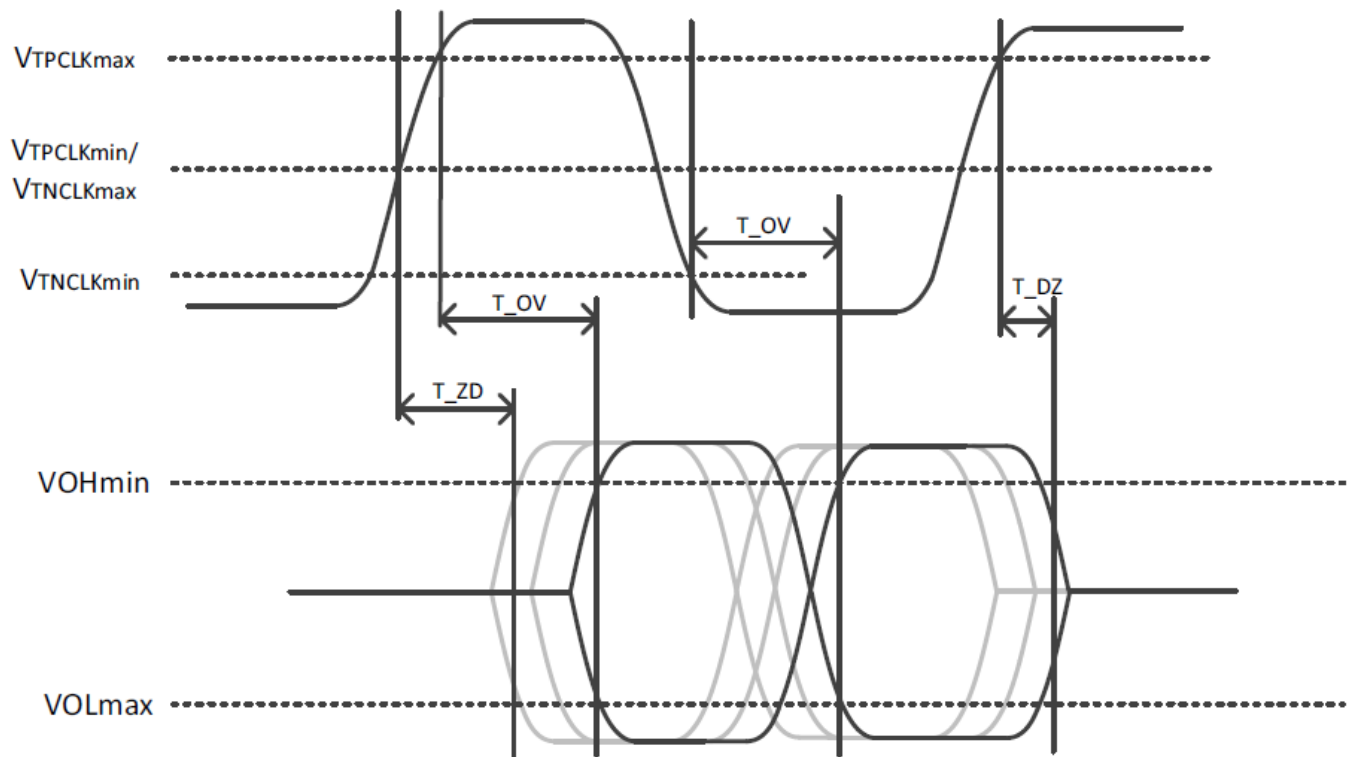 VTPCLKmax
VTPCLKmin/
VTNCLKmax
T_OV
VTNCLKmin
T_DZ
T_OV
T_ZD
VOHmin
VOLmax